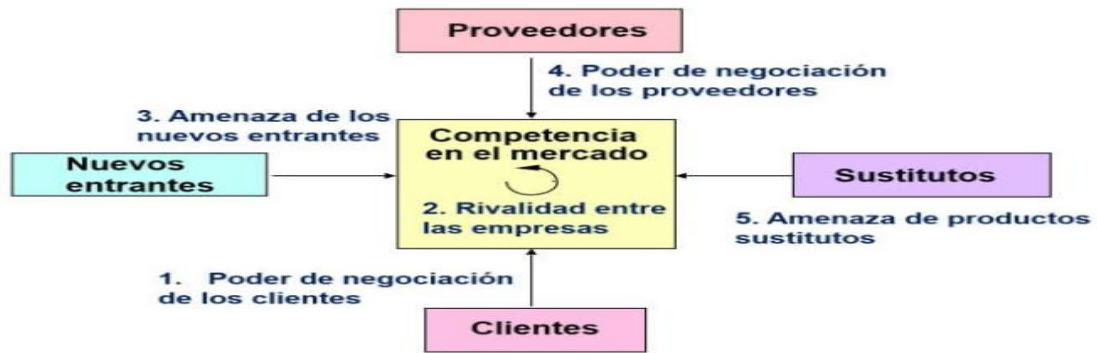 Proveedores
4. Poder de negociación
de los proveedores
3. Amenaza de los
nuevos entrantes
Competencia
en el mercado
Nuevos
entrantes
2. Rivalidad entre
las empresas
Sustitutos
5. Amenaza de productos
sustitutos
1. Poder de negociación
de los clientes
Clientes